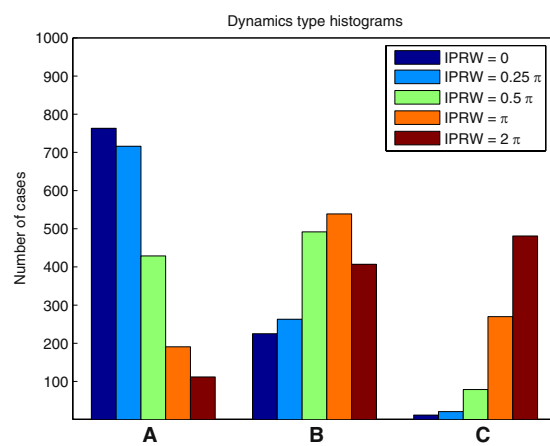 Dynamics type histograms
1000
900
800
700
600
500
400
300
200
100
Number of cases
IPRW = 0
IPRW = 0.25 π
IPRW = 0.5 π
IPRW = π
IPRW = 2 π
A B C